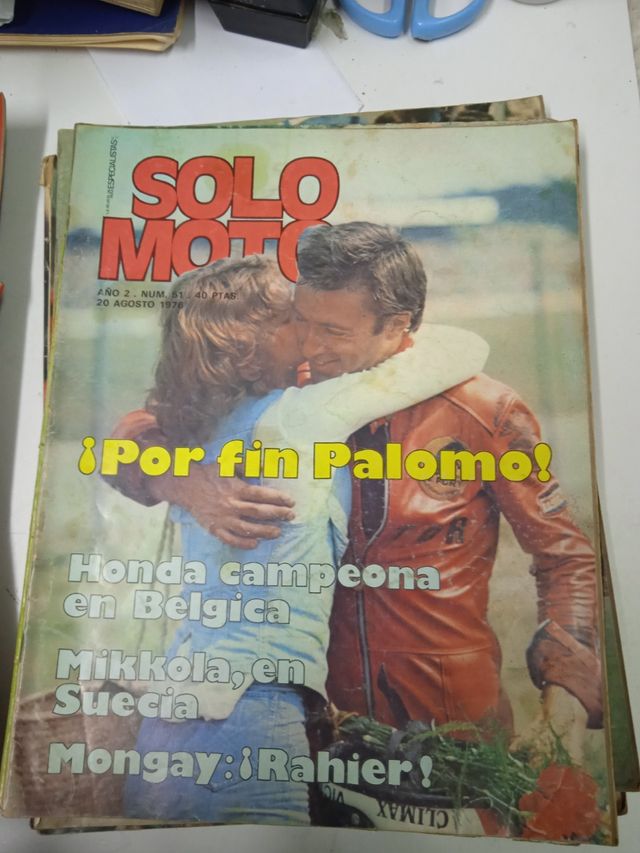 ESPECIALISTAS
SOLO
MOTO
AÑO 2 . NUM. 51 . 40 PTAS.
20 AGOSTO 1976
¡Por fin Palomo!
Honda campeona
en Belgica
Mikkola, en
Suecia
Mongay:¡Rahier!
CLIMAX